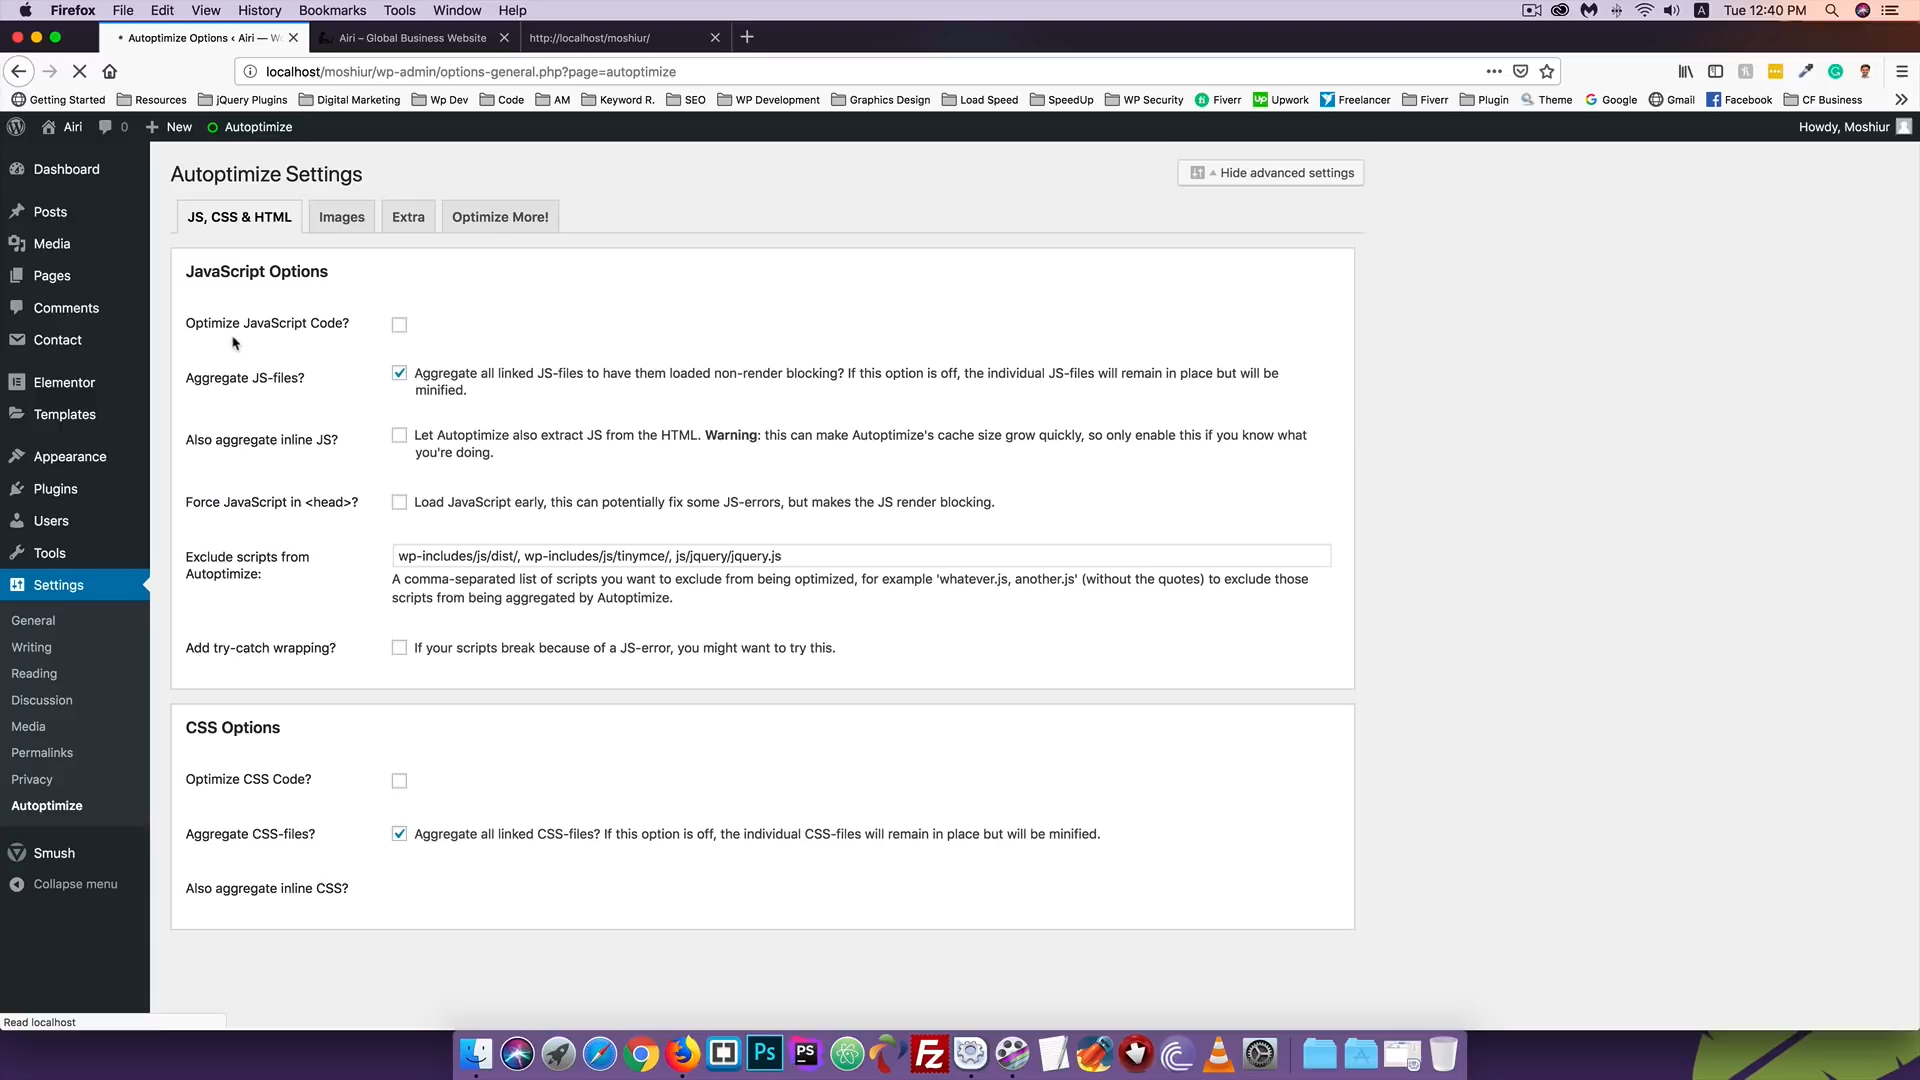 Firefox File Edit View History Bookmarks Tools Window Help
A Tue 12:40 PM
Autoptimize Options ‹ Airi — W
Airi – Global Business Website
http://localhost/moshiur/
localhost/moshiur/wp-admin/options-general.php?page=autoptimize
Getting Started Resources jQuery Plugins Digital Marketing Wp Dev Code AM Keyword R. SEO WP Development Graphics Design Load Speed SpeedUp WP Security Fiverr Upwork Freelancer Fiverr Plugin Theme Google Gmail Facebook CF Business
Airi 0 New Autoptimize Howdy, Moshiur
Dashboard
Posts
Media
Pages
Comments
Contact
Elementor
Templates
Appearance
Plugins
Users
Tools
Settings
General
Writing
Reading
Discussion
Media
Permalinks
Privacy
Autoptimize
Smush
Collapse menu
Read localhost
Autoptimize Settings
Hide advanced settings
JS, CSS & HTML Images Extra Optimize More!
JavaScript Options
Optimize JavaScript Code?
Aggregate JS-files?
Aggregate all linked JS-files to have them loaded non-render blocking? If this option is off, the individual JS-files will remain in place but will be
minified.
Also aggregate inline JS?
Let Autoptimize also extract JS from the HTML. Warning: this can make Autoptimize's cache size grow quickly, so only enable this if you know what
you're doing.
Force JavaScript in <head>?
Load JavaScript early, this can potentially fix some JS-errors, but makes the JS render blocking.
Exclude scripts from
Autoptimize:
wp-includes/js/dist/, wp-includes/js/tinymce/, js/jquery/jquery.js
A comma-separated list of scripts you want to exclude from being optimized, for example 'whatever.js, another.js' (without the quotes) to exclude those
scripts from being aggregated by Autoptimize.
Add try-catch wrapping?
If your scripts break because of a JS-error, you might want to try this.
CSS Options
Optimize CSS Code?
Aggregate CSS-files?
Aggregate all linked CSS-files? If this option is off, the individual CSS-files will remain in place but will be minified.
Also aggregate inline CSS?
Ps PS FZ